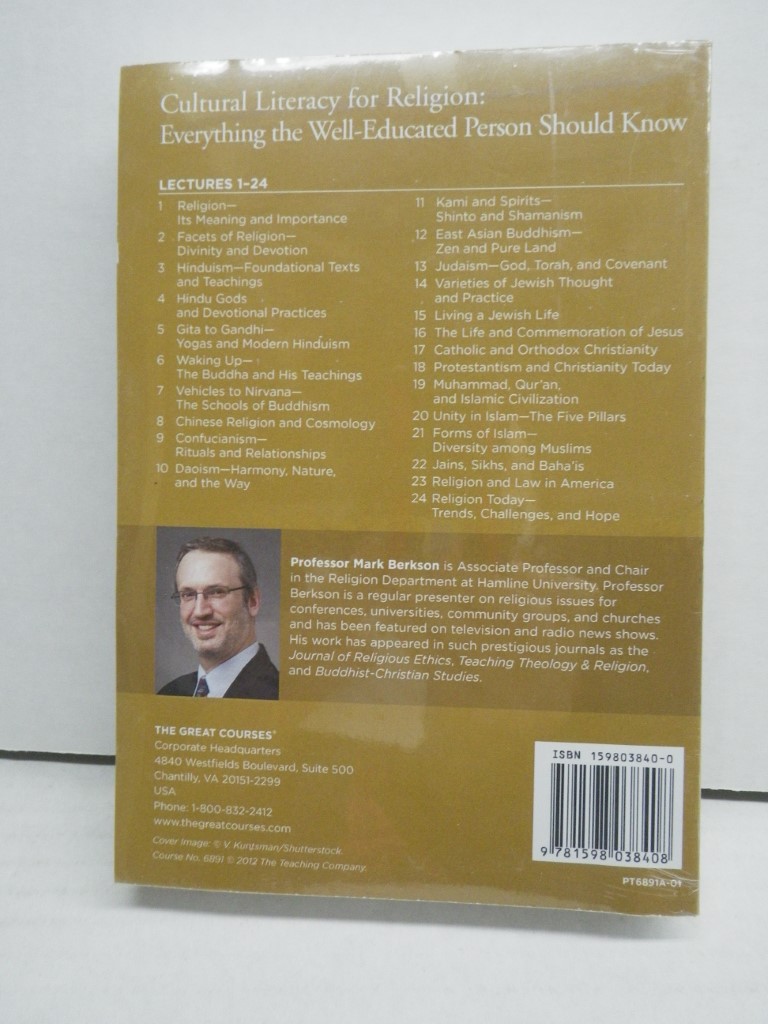 Cultural Literacy for Religion:
Everything the Well-Educated Person Should Know
LECTURES 1–24
1 Religion—
Its Meaning and Importance
2 Facets of Religion—
Divinity and Devotion
3 Hinduism—Foundational Texts
and Teachings
4 Hindu Gods
and Devotional Practices
5 Gita to Gandhi—
Yogas and Modern Hinduism
6 Waking Up—
The Buddha and His Teachings
7 Vehicles to Nirvana—
The Schools of Buddhism
8 Chinese Religion and Cosmology
9 Confucianism—
Rituals and Relationships
10 Daoism—Harmony, Nature,
and the Way
11 Kami and Spirits—
Shinto and Shamanism
12 East Asian Buddhism—
Zen and Pure Land
13 Judaism—God, Torah, and Covenant
14 Varieties of Jewish Thought
and Practice
15 Living a Jewish Life
16 The Life and Commemoration of Jesus
17 Catholic and Orthodox Christianity
18 Protestantism and Christianity Today
19 Muhammad, Qur'an,
and Islamic Civilization
20 Unity in Islam—The Five Pillars
21 Forms of Islam—
Diversity among Muslims
22 Jains, Sikhs, and Baha'is
23 Religion and Law in America
24 Religion Today—
Trends, Challenges, and Hope
Professor Mark Berkson is Associate Professor and Chair
in the Religion Department at Hamline University. Professor
Berkson is a regular presenter on religious issues for
conferences, universities, community groups, and churches
and has been featured on television and radio news shows.
His work has appeared in such prestigious journals as the
Journal of Religious Ethics, Teaching Theology & Religion,
and Buddhist-Christian Studies.
THE GREAT COURSES®
Corporate Headquarters
4840 Westfields Boulevard, Suite 500
Chantilly, VA 20151-2299
USA
Phone: 1-800-832-2412
www.thegreatcourses.com
Cover Image: © V. Kuntsman/Shutterstock.
Course No. 6891 © 2012 The Teaching Company.
ISBN 159803840-0
9 781598 038408
PT6891A-01